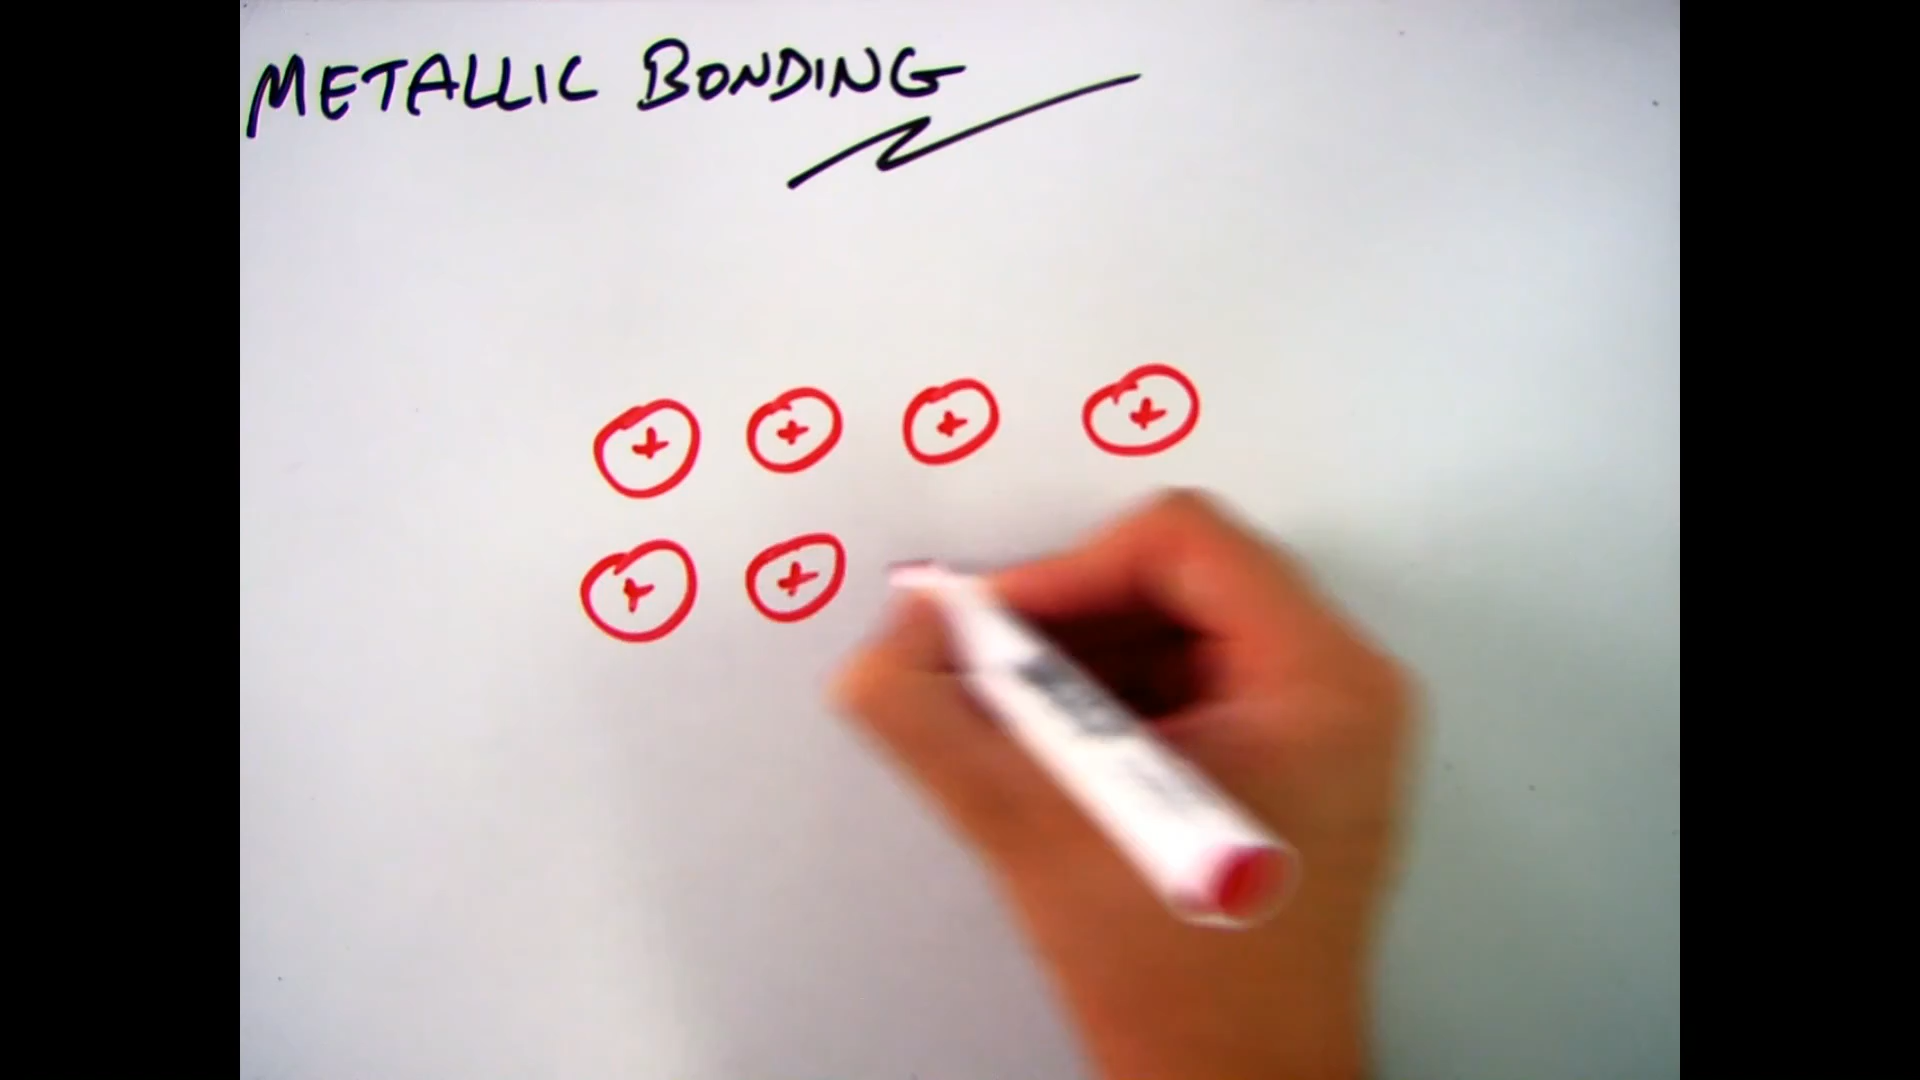 METALLIC BONDING
+ + + +
+ +